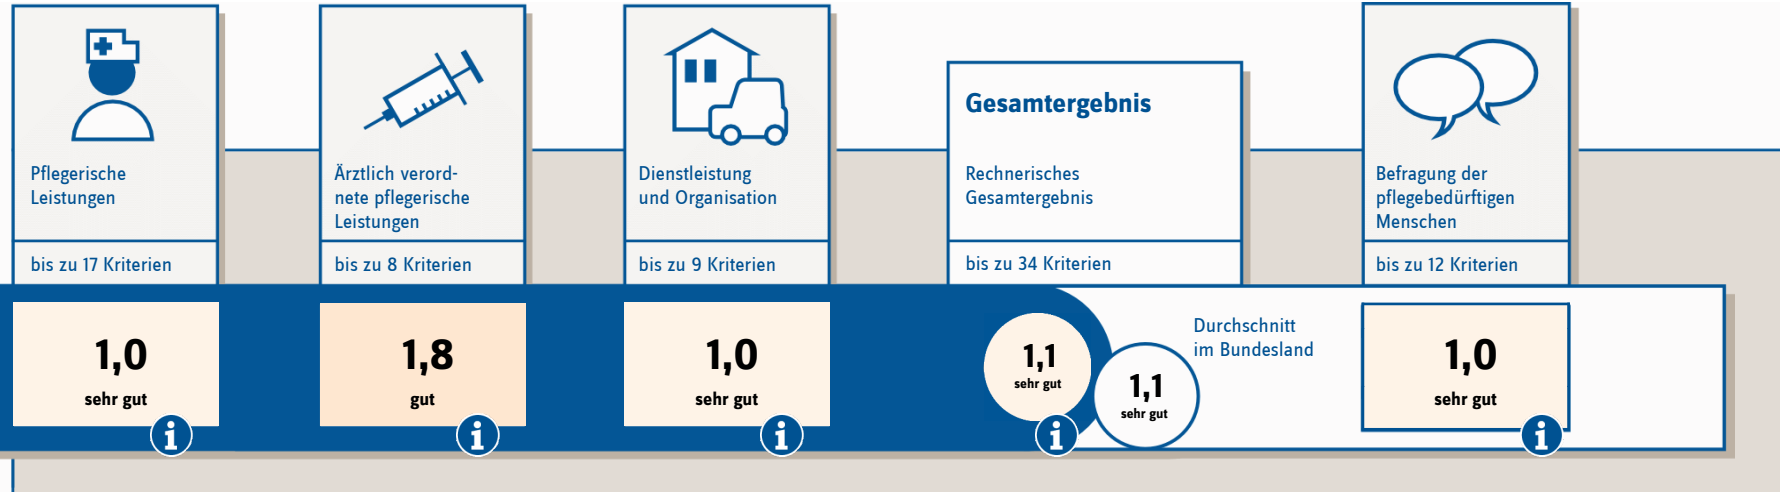 Pflegerische
Leistungen
bis zu 17 Kriterien
1,0
sehr gut
i
Ärztlich verord-
nete pflegerische
Leistungen
bis zu 8 Kriterien
1,8
gut
i
Dienstleistung
und Organisation
bis zu 9 Kriterien
1,0
sehr gut
i
Gesamtergebnis
Rechnerisches
Gesamtergebnis
bis zu 34 Kriterien
1,1
sehr gut
i
Durchschnitt
im Bundesland
1,1
sehr gut
Befragung der
pflegebedürftigen
Menschen
bis zu 12 Kriterien
1,0
sehr gut
i